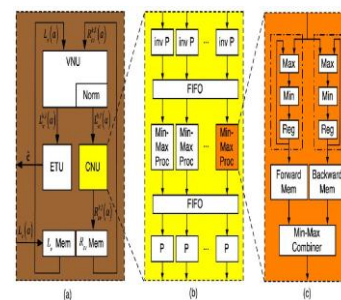 VNU
Norm
ETU
CNU
Mem
Mem
(a)
inv P
inv P
...
inv P
FIFO
Min-Max Proc
Min-Max Proc
...
Min-Max Proc
FIFO
P
P
...
P
(b)
Max
Max
Min
Min
Reg
Reg
Forward Mem
Backward Mem
Min-Max Combiner
(c)